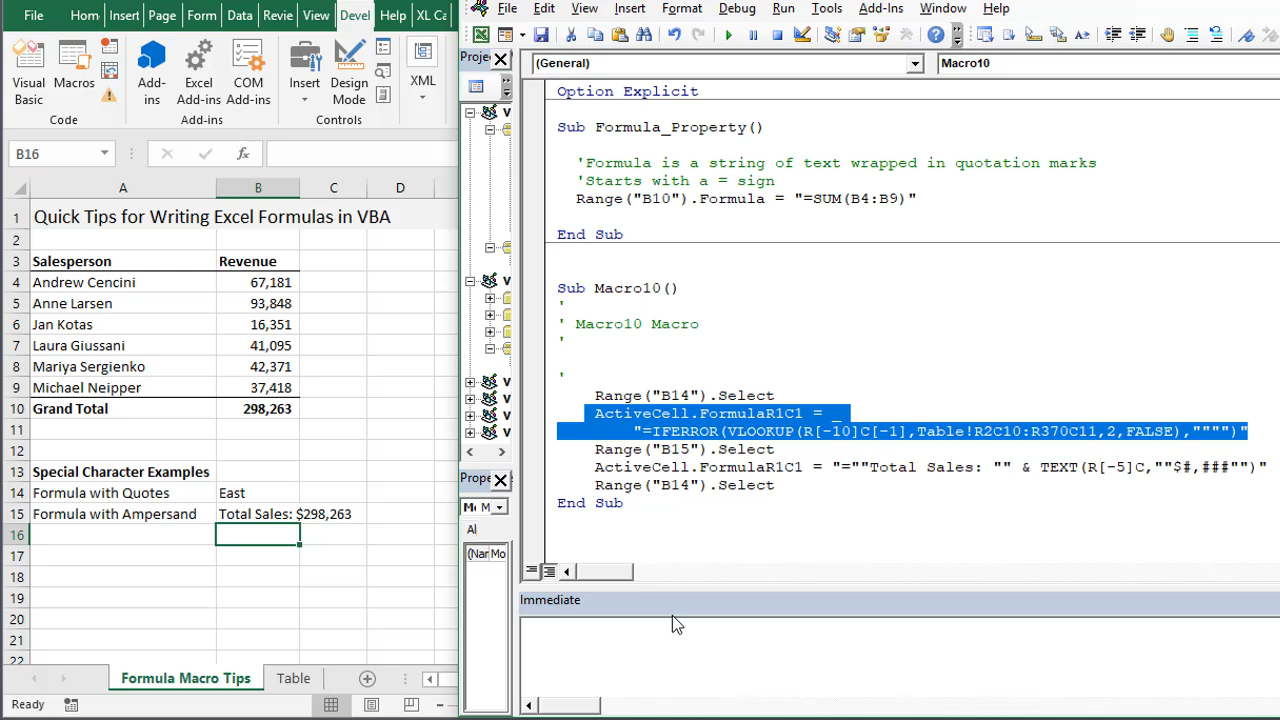 File Hom Insert Page Form Data Revie View Devel Help XL Ca
Visual Basic
Macros
Add-ins
Excel Add-ins
COM Add-ins
Insert
Design Mode
XML
Code Add-ins Controls
B16 fx
A B C D
1 Quick Tips for Writing Excel Formulas in VBA
2
3 Salesperson Revenue
4 Andrew Cencini 67,181
5 Anne Larsen 93,848
6 Jan Kotas 16,351
7 Laura Giussani 41,095
8 Mariya Sergienko 42,371
9 Michael Neipper 37,418
10 Grand Total 298,263
11
12
13 Special Character Examples
14 Formula with Quotes East
15 Formula with Ampersand Total Sales: $298,263
16
17
18
19
20
21
22
Formula Macro Tips Table
Ready
File Edit View Insert Format Debug Run Tools Add-Ins Window Help
Proje
(General) Macro10
V
V
V
V
V
V
Prope
Mo M
Al
(Nar Mo
Option Explicit
Sub Formula_Property()
'Formula is a string of text wrapped in quotation marks
'Starts with a = sign
Range("B10").Formula = "=SUM(B4:B9)"
End Sub
Sub Macro10()
'
' Macro10 Macro
'
'
Range("B14").Select
ActiveCell.FormulaR1C1 = _
"=IFERROR(VLOOKUP(R[-10]C[-1],Table!R2C10:R370C11,2,FALSE),"""")"
Range("B15").Select
ActiveCell.FormulaR1C1 = "=""Total Sales: "" & TEXT(R[-5]C,""$#,###"")"
Range("B14").Select
End Sub
Immediate